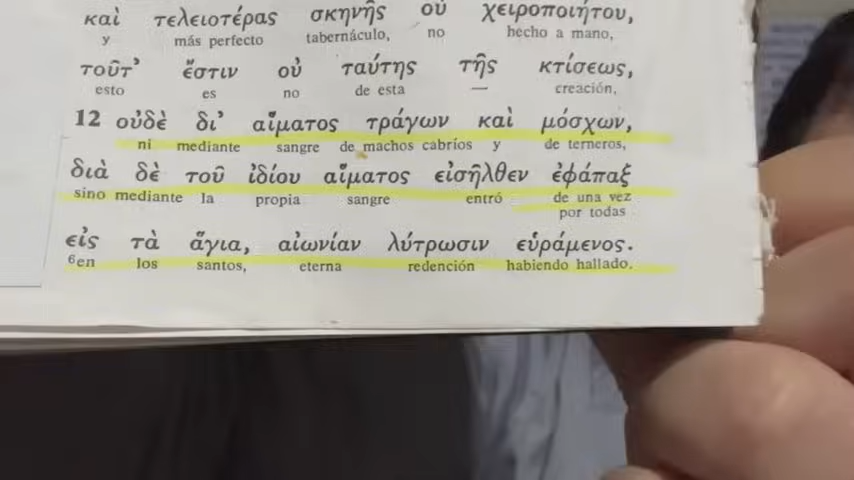 καὶ τελειοτέρας σκηνῆς οὐ χειροποιήτου,
y más perfecto tabernáculo, no hecho a mano,
τοῦτ’ ἔστιν οὐ ταύτης τῆς κτίσεως,
esto es no de esta — creación,
12 οὐδὲ δι’ αἵματος τράγων καὶ μόσχων,
ni mediante sangre de machos cabríos y de terneros,
διὰ δὲ τοῦ ἰδίου αἵματος εἰσῆλθεν ἐφάπαξ
sino mediante la propia sangre entró de una vez
por todas
εἰς τὰ ἅγια, αἰωνίαν λύτρωσιν εὑράμενος.
⁶en los santos, eterna redención habiendo hallado.